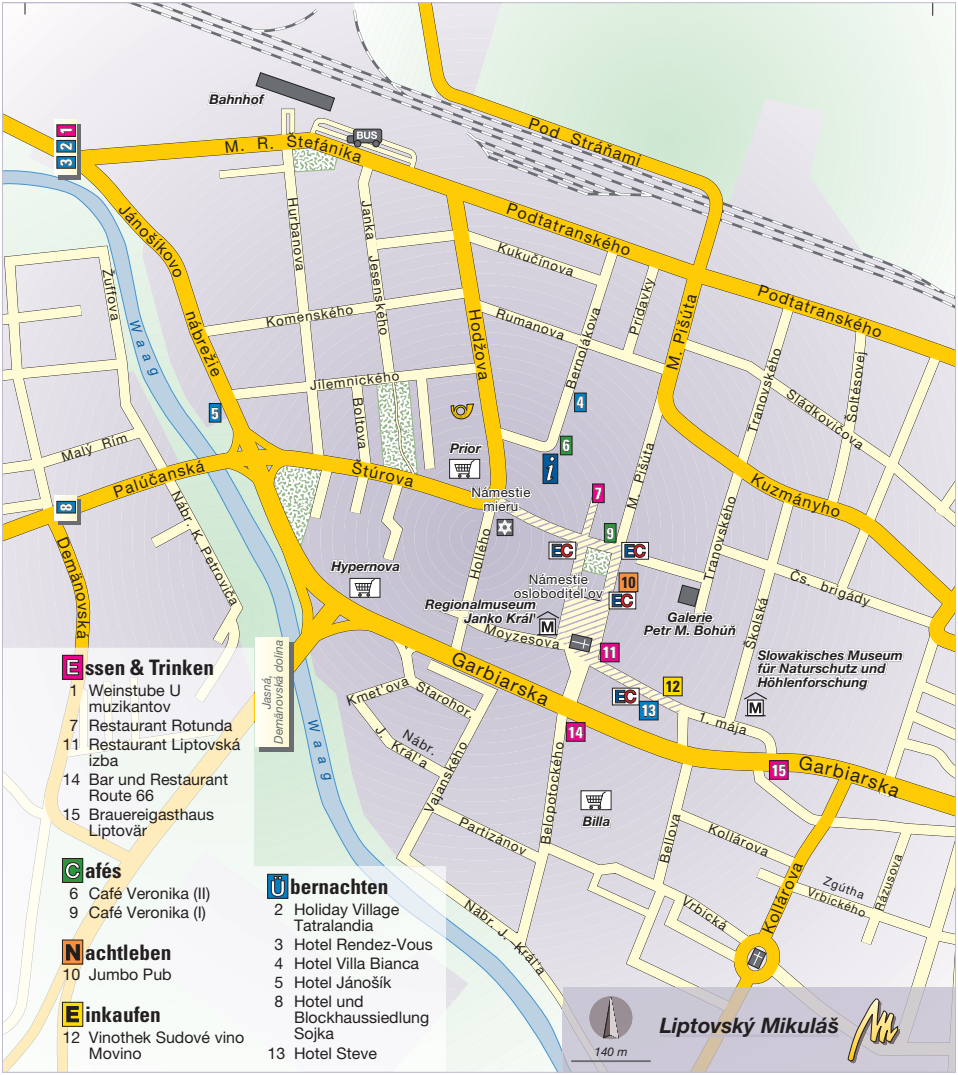 Bahnhof
BUS
1
2
3
M. R. Štefánika
Pod Stráňami
Jánošíkovo
nábrežie
Hurbanova
Janka
Jesenského
Podtatranského
Kukučínova
Prídavky
Podtatranského
Žuffova
Waag
Komenského
Hodžova
Rumanova
Bernolákova
M. Pišúta
Tranovského
Šoltésovej
Sládkovičova
Jilemnického
Boltova
5
4
6
i
Prior
Malý Rím
Palúčanská
Štúrova
8
Námestie
mieru
7
M. Pišúta
Kuzmányho
Nábr. K. Petroviča
Demänovská
Hollého
9
EC
EC
Tranovského
Hypernova
Námestie
osloboditeľov
10
EC
Čs. brigády
Regionalmuseum
Janko Kráľ
M
Moyzesova
Galerie
Petr M. Bohúň
Školská
11
Slowakisches Museum
für Naturschutz und
Höhlenforschung
M
Jasná,
Demänovská dolina
Garbiarska
12
EC
13
1. mája
Kmeťova
Starohor.
Nábr.
J. Kráľa
14
Waag
Vajanského
Belopotockého
15
Garbiarska
Billa
Partizánov
Bellova
Kollárova
Kollárova
Zgútha
Vrbického
Rázusova
Vrbická
Nábr. J. Kráľa
Essen & Trinken
1 Weinstube U
muzikantov
7 Restaurant Rotunda
11 Restaurant Liptovská
izba
14 Bar und Restaurant
Route 66
15 Brauereigasthaus
Liptovär
Cafés
6 Café Veronika (II)
9 Café Veronika (I)
Nachtleben
10 Jumbo Pub
Einkaufen
12 Vinothek Sudové vino
Movino
Übernachten
2 Holiday Village
Tatralandia
3 Hotel Rendez-Vous
4 Hotel Villa Bianca
5 Hotel Jánošík
8 Hotel und
Blockhaussiedlung
Sojka
13 Hotel Steve
140 m
Liptovský Mikuláš